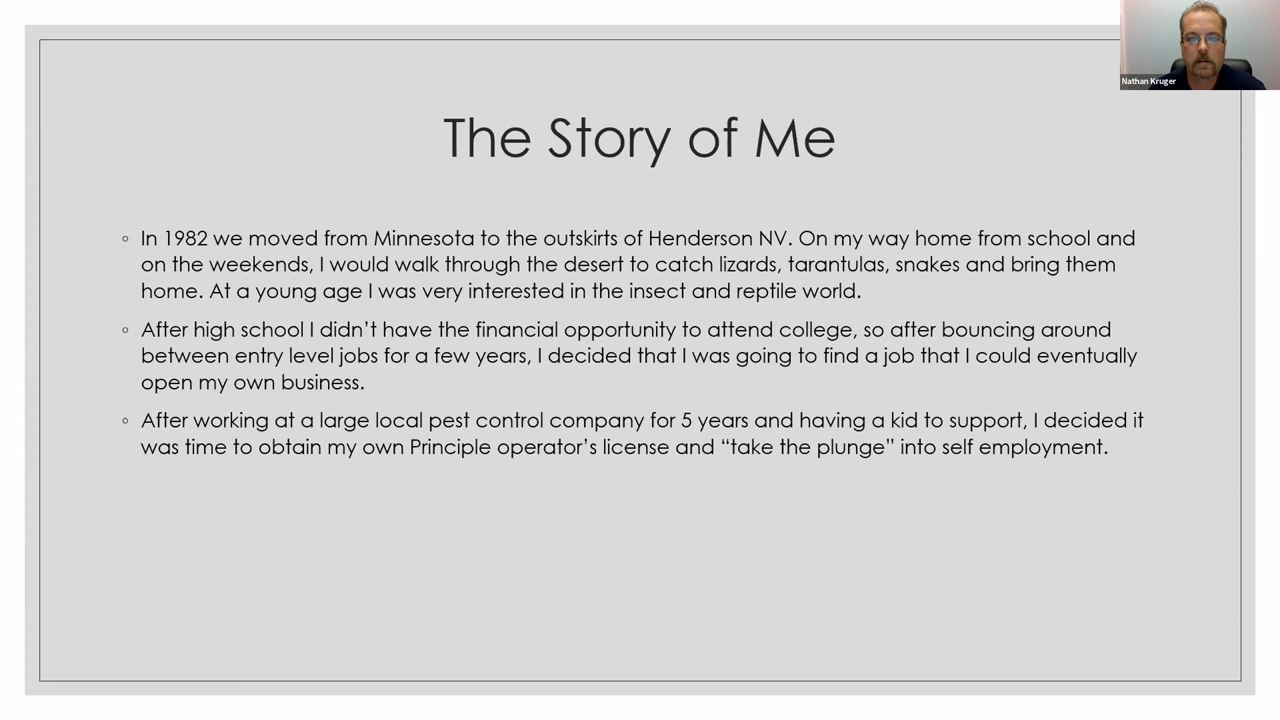 Nathan Kruger
The Story of Me
◦ In 1982 we moved from Minnesota to the outskirts of Henderson NV. On my way home from school and
on the weekends, I would walk through the desert to catch lizards, tarantulas, snakes and bring them
home. At a young age I was very interested in the insect and reptile world.
◦ After high school I didn’t have the financial opportunity to attend college, so after bouncing around
between entry level jobs for a few years, I decided that I was going to find a job that I could eventually
open my own business.
◦ After working at a large local pest control company for 5 years and having a kid to support, I decided it
was time to obtain my own Principle operator’s license and “take the plunge” into self employment.